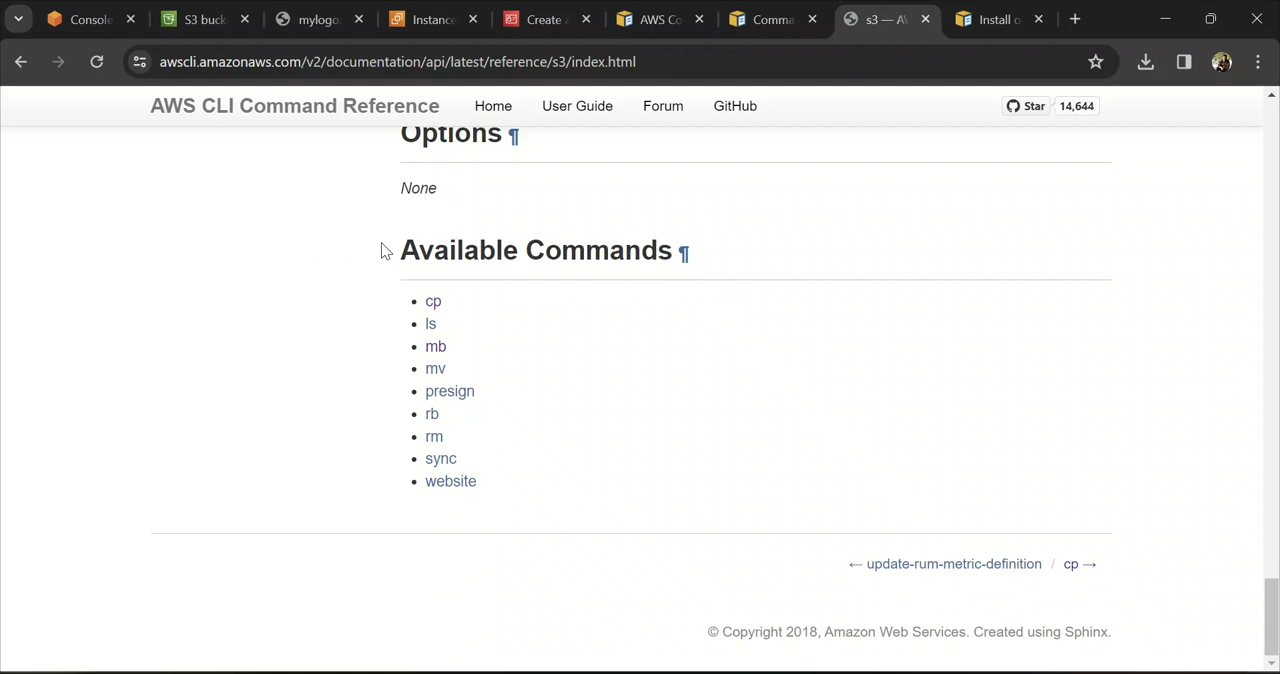 Console
S3 buck
mylogo.
Instance
Create a
AWS Co
Comma
s3 — AV
Install o
awscli.amazonaws.com/v2/documentation/api/latest/reference/s3/index.html
AWS CLI Command Reference Home User Guide Forum GitHub Star 14,644
Options ¶
None
Available Commands ¶
• cp
• ls
• mb
• mv
• presign
• rb
• rm
• sync
• website
← update-rum-metric-definition / cp →
© Copyright 2018, Amazon Web Services. Created using Sphinx.